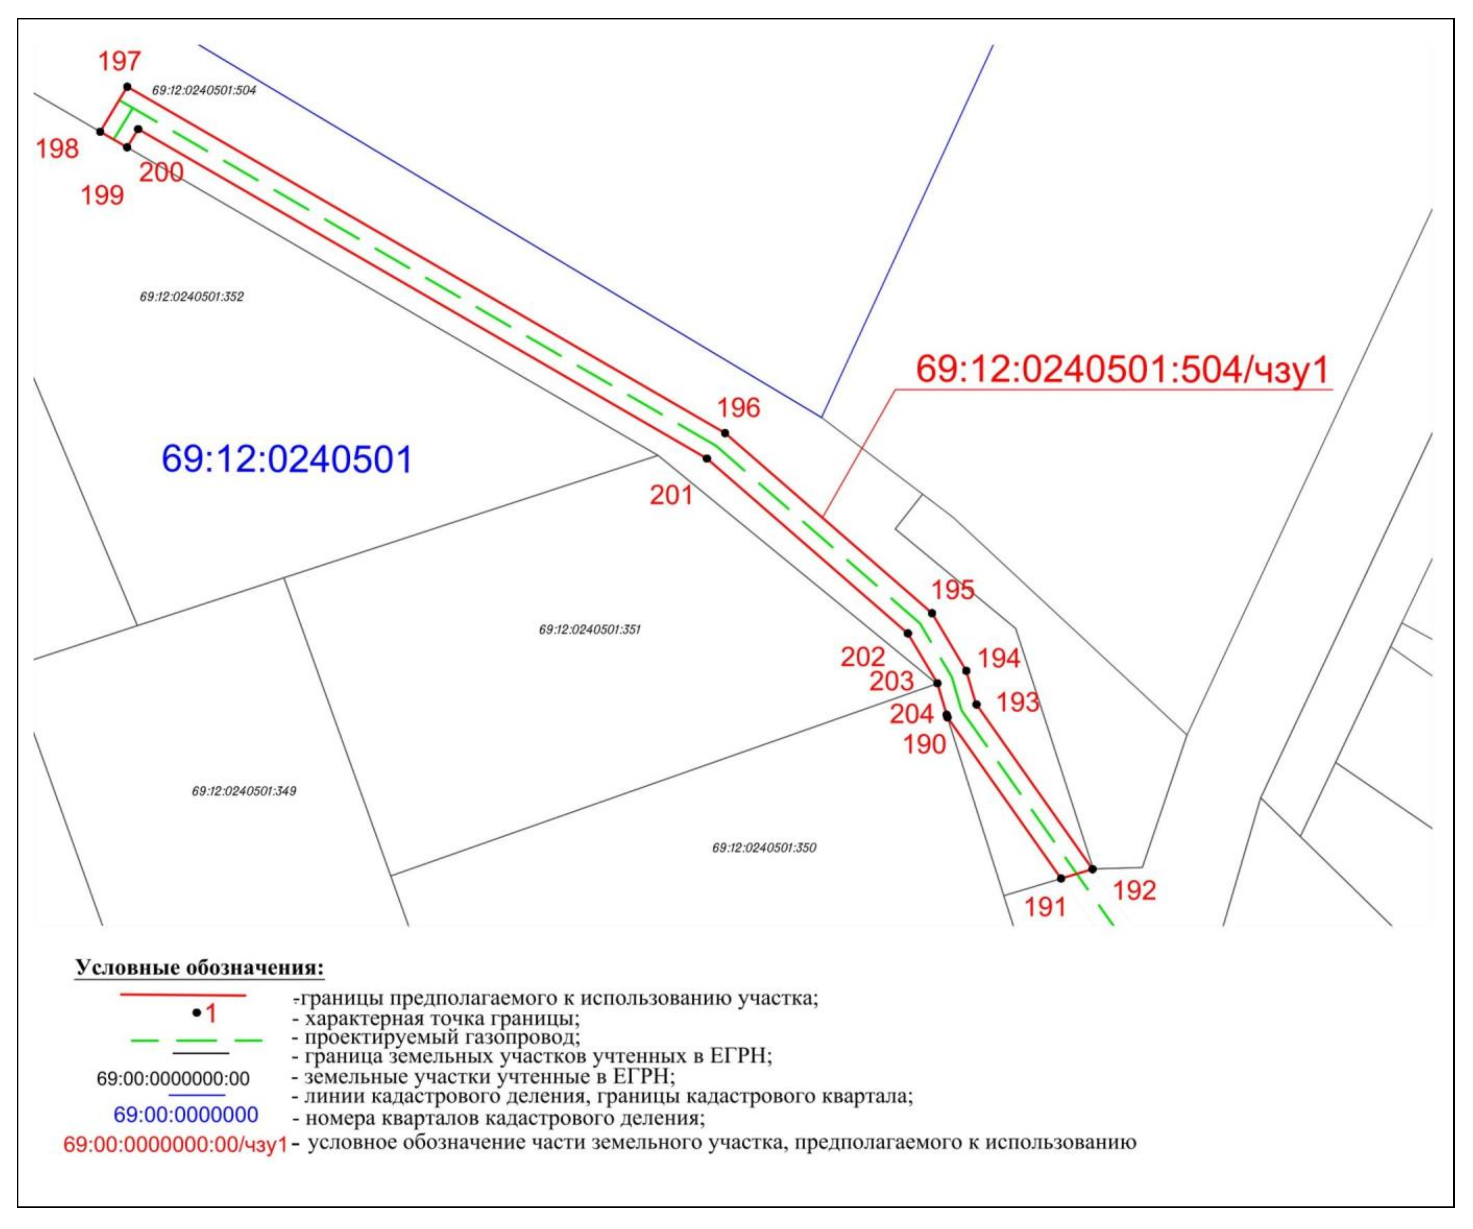 197
69:12:0240501:504
198
200
199
69:12:0240501:352
69:12:0240501:504/чзу1
196
69:12:0240501
201
195
69:12:0240501:351
202
194
203
193
204
190
69:12:0240501:349
69:12:0240501:350
192
191
Условные обозначения:
-границы предполагаемого к использованию участка;
1 - характерная точка границы;
- проектируемый газопровод;
- граница земельных участков учтенных в ЕГРН;
69:00:0000000:00 - земельные участки учтенные в ЕГРН;
- линии кадастрового деления, границы кадастрового квартала;
69:00:0000000 - номера кварталов кадастрового деления;
69:00:0000000:00/чзу1 - условное обозначение части земельного участка, предполагаемого к использованию